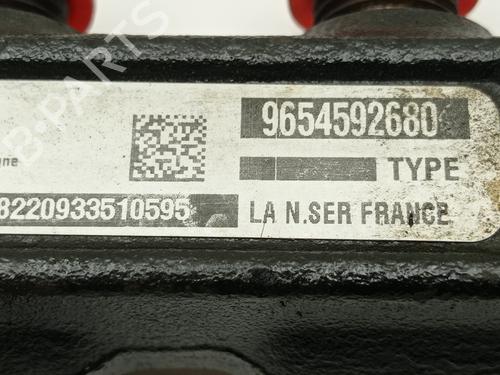 9654592680
TYPE
8220933510595
LA N.SER FRANCE
B-PARTS